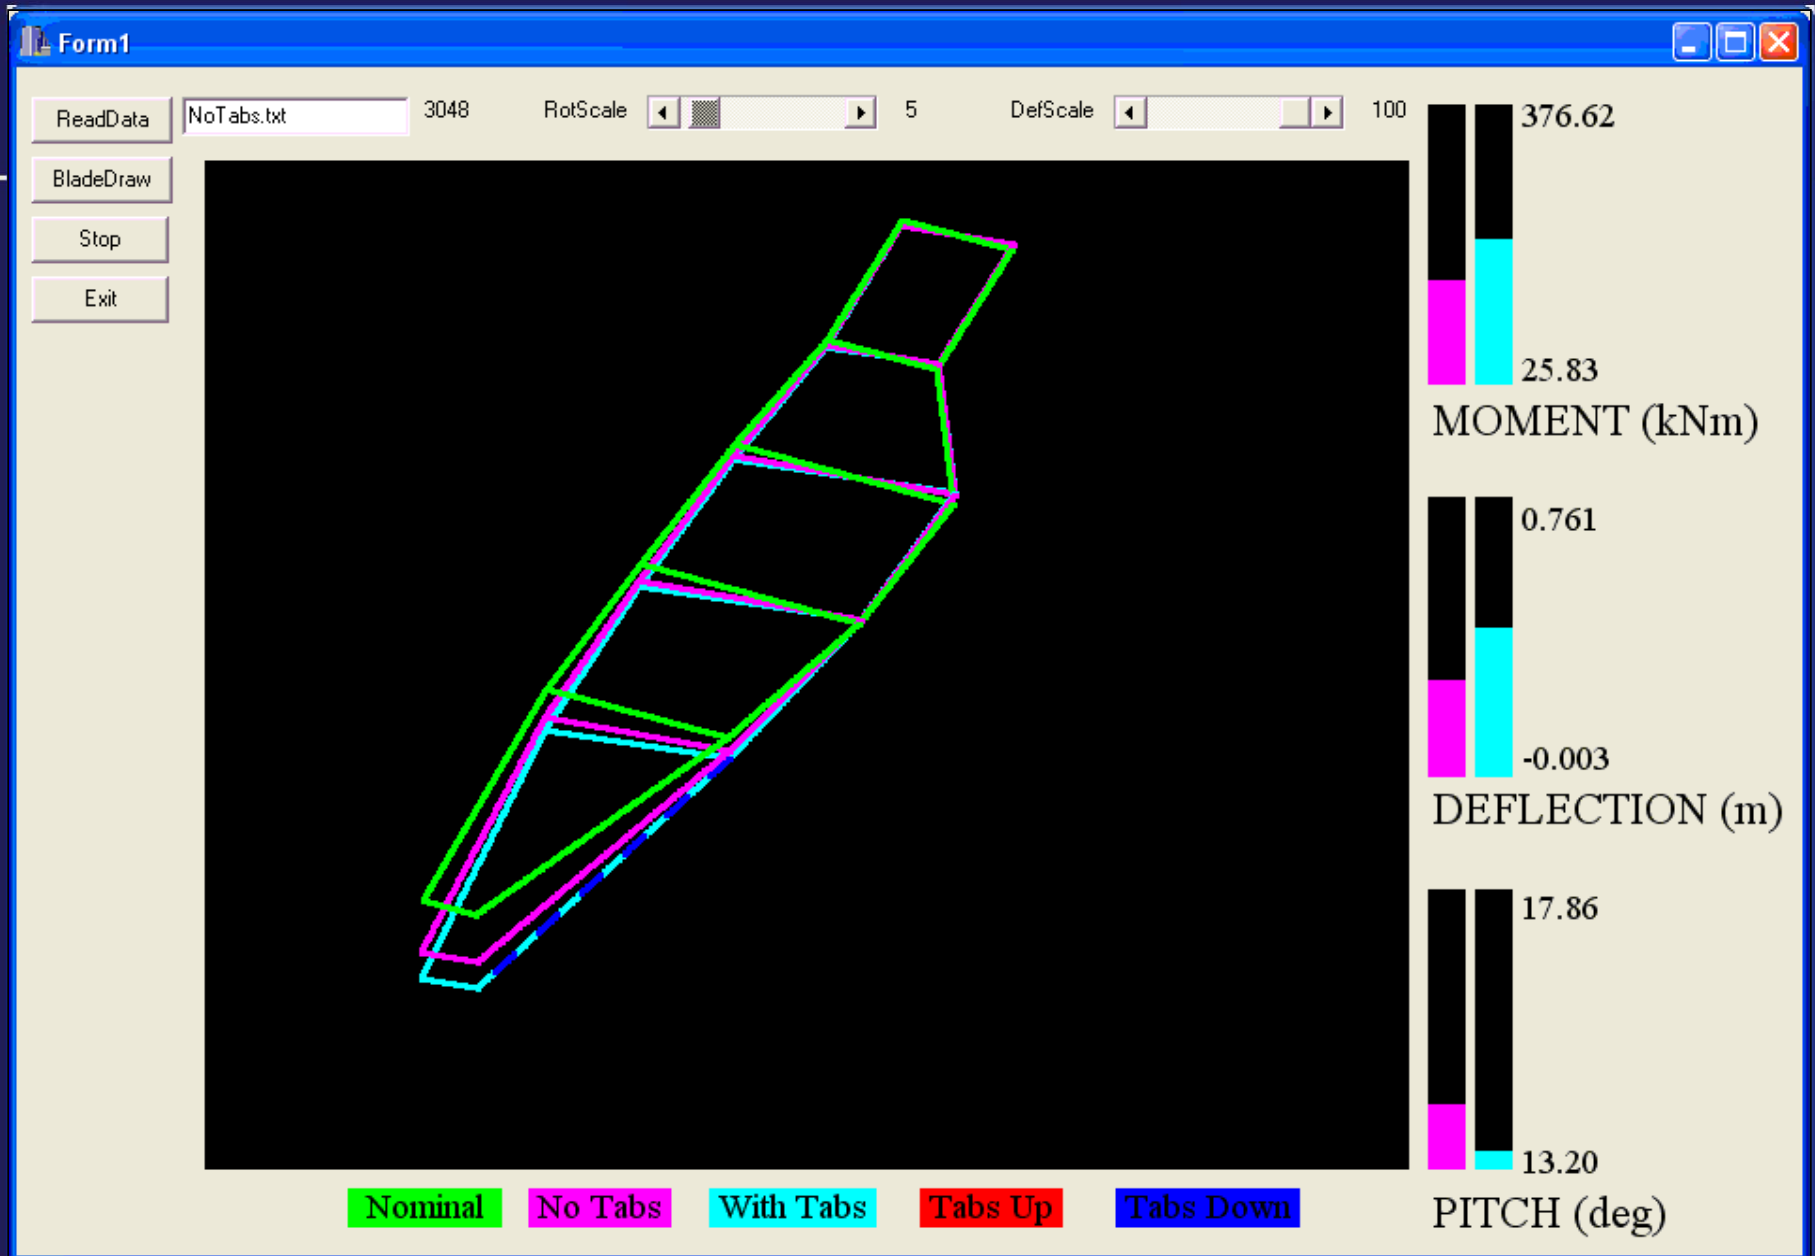 Form1
ReadData NoTabs.txt 3048 RotScale 5 DefScale 100
BladeDraw
Stop
Exit
376.62
25.83
MOMENT (kNm)
0.761
-0.003
DEFLECTION (m)
17.86
13.20
PITCH (deg)
Nominal No Tabs With Tabs Tabs Up Tabs Down